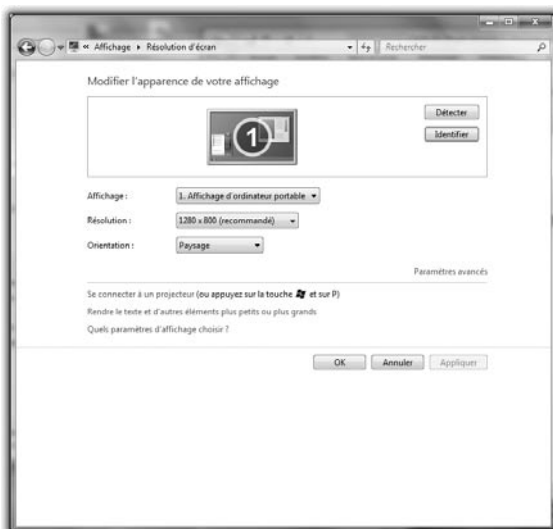 « Affichage ▸ Résolution d'écran
Rechercher
Modifier l'apparence de votre affichage
1
Détecter
Identifier
Affichage :
1. Affichage d'ordinateur portable
Résolution :
1280 x 800 (recommandé)
Orientation :
Paysage
Paramètres avancés
Se connecter à un projecteur (ou appuyez sur la touche et sur P)
Rendre le texte et d'autres éléments plus petits ou plus grands
Quels paramètres d'affichage choisir ?
OK Annuler Appliquer